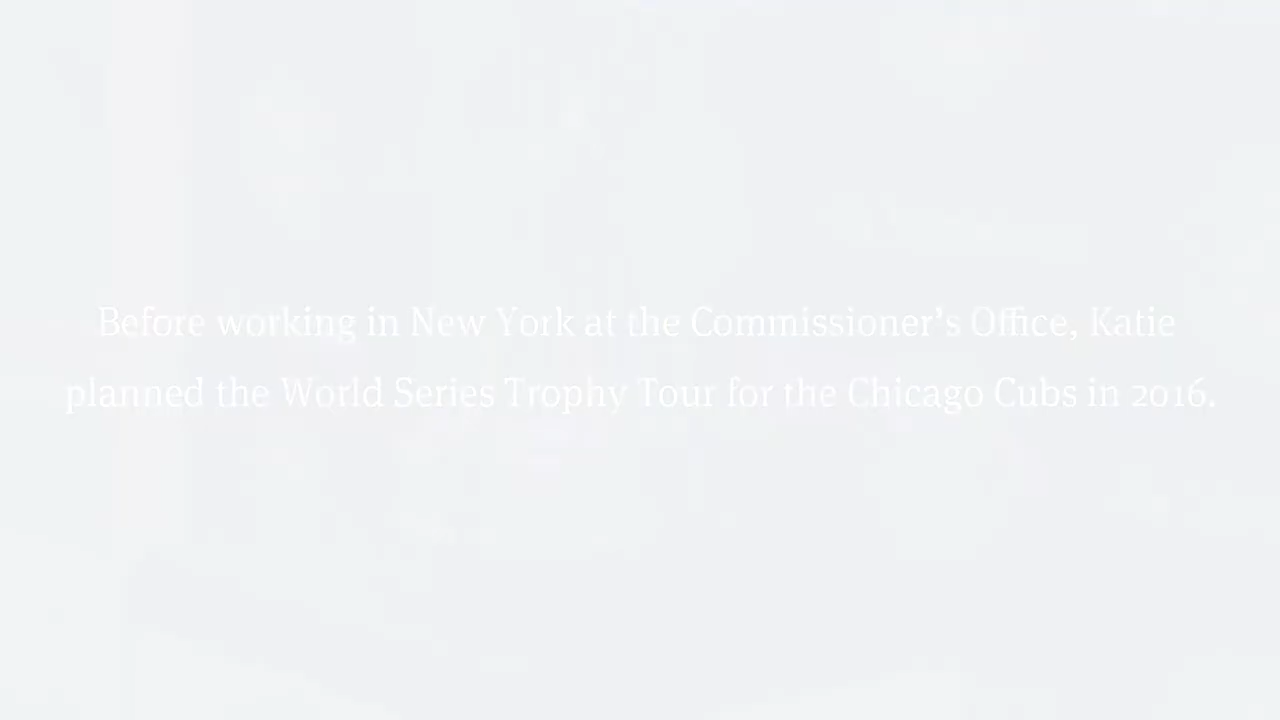 Before working in New York at the Commissioner's Office, Katie
planned the World Series Trophy Tour for the Chicago Cubs in 2016.